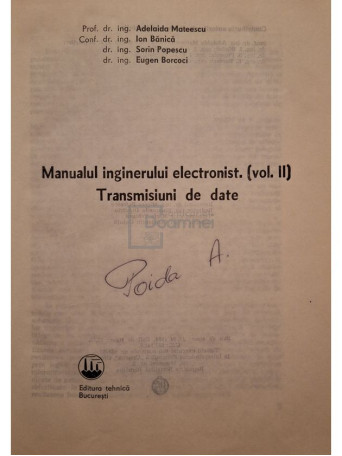 Prof. dr. ing. Adelaida Mateescu
Conf. dr. ing. Ion Bănică
dr. ing. Sorin Popescu
dr. ing. Eugen Borcoci
Manualul inginerului electronist. (vol. II)
Transmisiuni de date
Doamnei
Poida A.
Editura tehnică
București